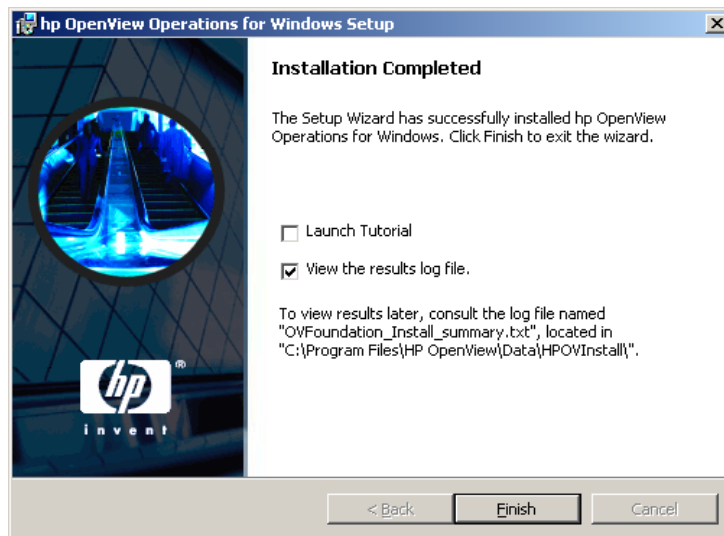 hp OpenView Operations for Windows Setup
Installation Completed
The Setup Wizard has successfully installed hp OpenView
Operations for Windows. Click Finish to exit the wizard.
Launch Tutorial
View the results log file.
To view results later, consult the log file named
"OVFoundation_Install_summary.txt", located in
"C:\Program Files\HP OpenView\Data\HPOVInstall\".
hp ®
invent
< Back
Finish
Cancel